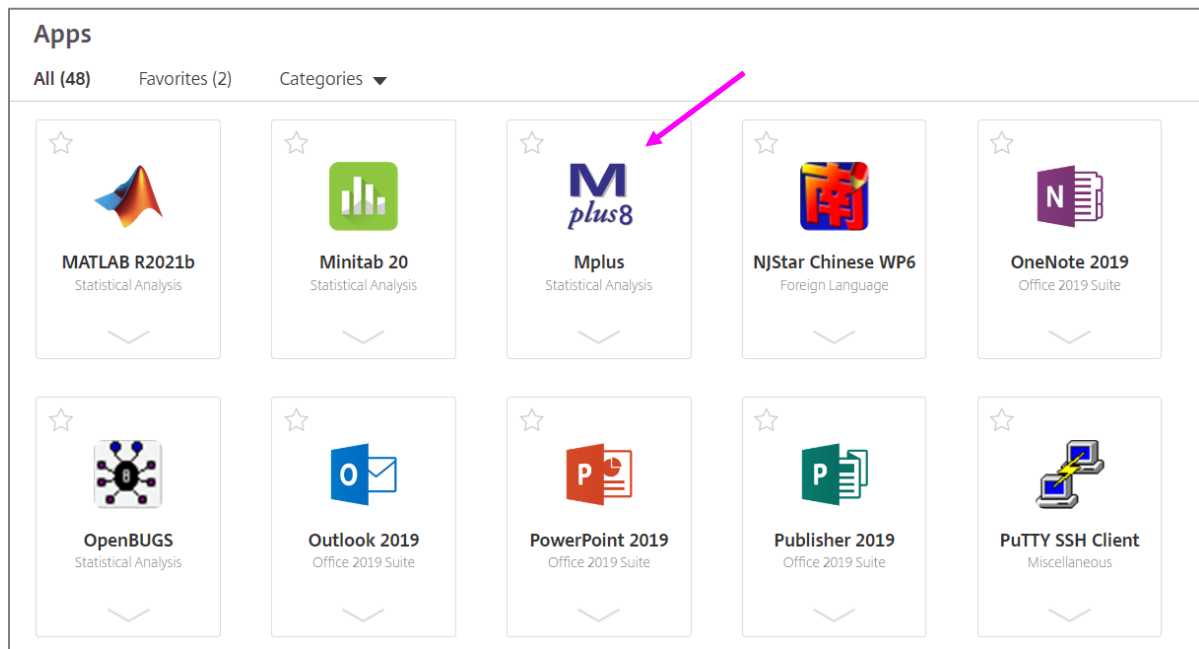 Apps
All (48) Favorites (2) Categories
M
plus8
南
N
MATLAB R2021b Minitab 20 Mplus NJStar Chinese WP6 OneNote 2019
Statistical Analysis Statistical Analysis Statistical Analysis Foreign Language Office 2019 Suite
8
O
P
P
OpenBUGS Outlook 2019 PowerPoint 2019 Publisher 2019 PuTTY SSH Client
Statistical Analysis Office 2019 Suite Office 2019 Suite Office 2019 Suite Miscellaneous